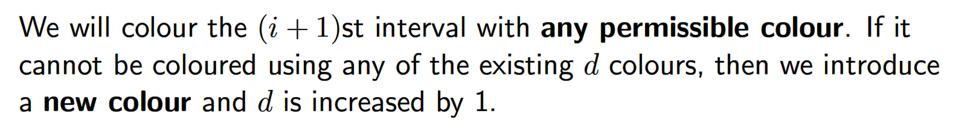 We will colour the (i + 1)st interval with any permissible colour. If it
cannot be coloured using any of the existing d colours, then we introduce
a new colour and d is increased by 1.